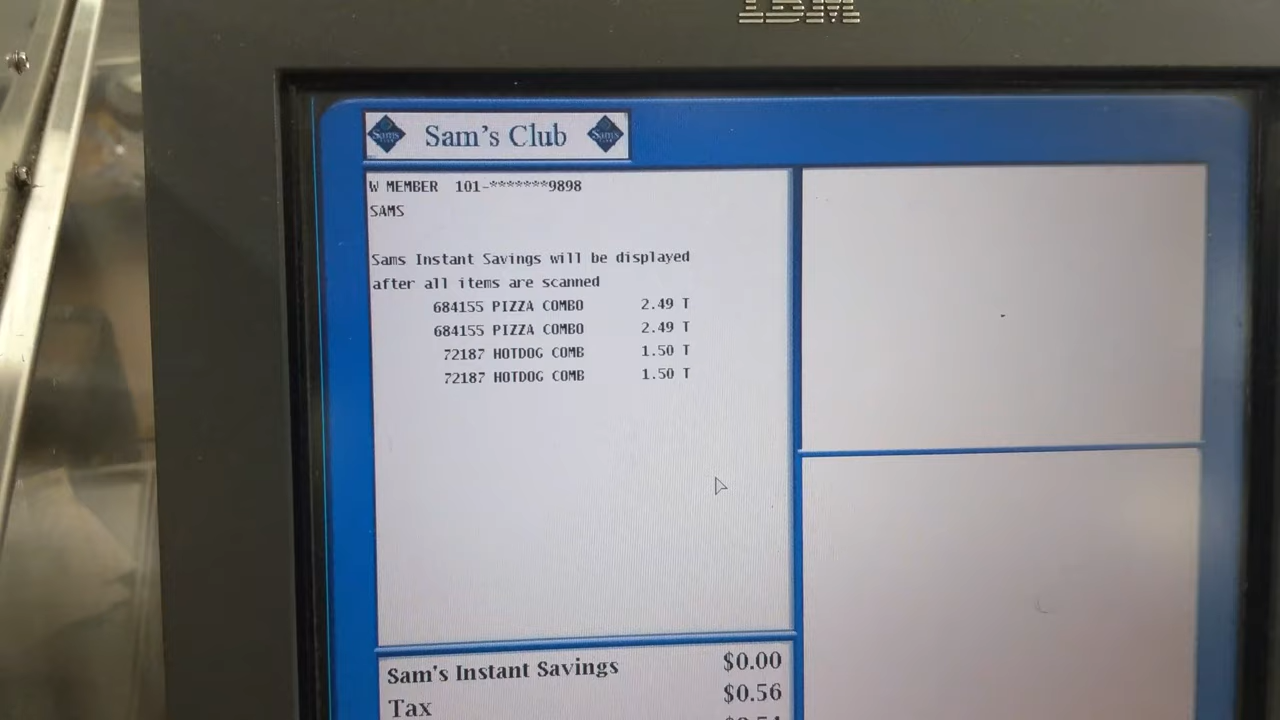 IBM
Sam's Club
W MEMBER 101-*******9898
SAMS
Sams Instant Savings will be displayed
after all items are scanned
684155 PIZZA COMBO 2.49 T
684155 PIZZA COMBO 2.49 T
72187 HOTDOG COMB 1.50 T
72187 HOTDOG COMB 1.50 T
Sam's Instant Savings $0.00
Tax $0.56